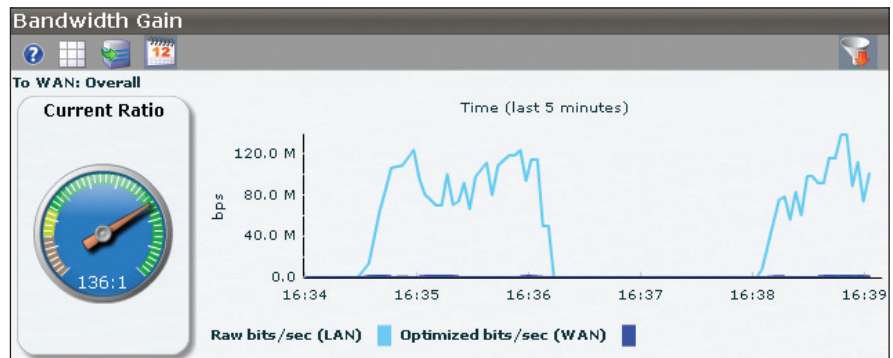 Bandwidth Gain
?
12
To WAN: Overall
Current Ratio
136:1
Time (last 5 minutes)
bps
120.0 M
80.0 M
40.0 M
0.0
16:34 16:35 16:36 16:37 16:38 16:39
Raw bits/sec (LAN) Optimized bits/sec (WAN)